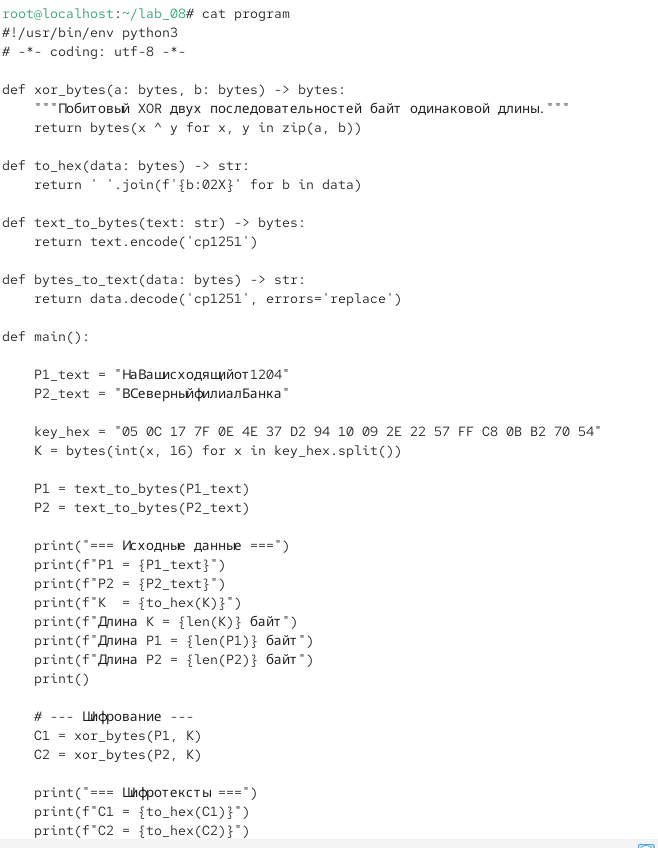 root@localhost:~/lab_08# cat program
#!/usr/bin/env python3
# -*- coding: utf-8 -*-

def xor_bytes(a: bytes, b: bytes) -> bytes:
    """Побитовый XOR двух последовательностей байт одинаковой длины."""
    return bytes(x ^ y for x, y in zip(a, b))

def to_hex(data: bytes) -> str:
    return ' '.join(f'{b:02X}' for b in data)

def text_to_bytes(text: str) -> bytes:
    return text.encode('cp1251')

def bytes_to_text(data: bytes) -> str:
    return data.decode('cp1251', errors='replace')

def main():

    P1_text = "НаВашисходящийот1204"
    P2_text = "ВСеверныйфилиалБанка"

    key_hex = "05 0C 17 7F 0E 4E 37 D2 94 10 09 2E 22 57 FF C8 0B B2 70 54"
    K = bytes(int(x, 16) for x in key_hex.split())

    P1 = text_to_bytes(P1_text)
    P2 = text_to_bytes(P2_text)

    print("=== Исходные данные ===")
    print(f"P1 = {P1_text}")
    print(f"P2 = {P2_text}")
    print(f"K  = {to_hex(K)}")
    print(f"Длина K = {len(K)} байт")
    print(f"Длина P1 = {len(P1)} байт")
    print(f"Длина P2 = {len(P2)} байт")
    print()

    # --- Шифрование ---
    C1 = xor_bytes(P1, K)
    C2 = xor_bytes(P2, K)

    print("=== Шифротексты ===")
    print(f"C1 = {to_hex(C1)}")
    print(f"C2 = {to_hex(C2)}")